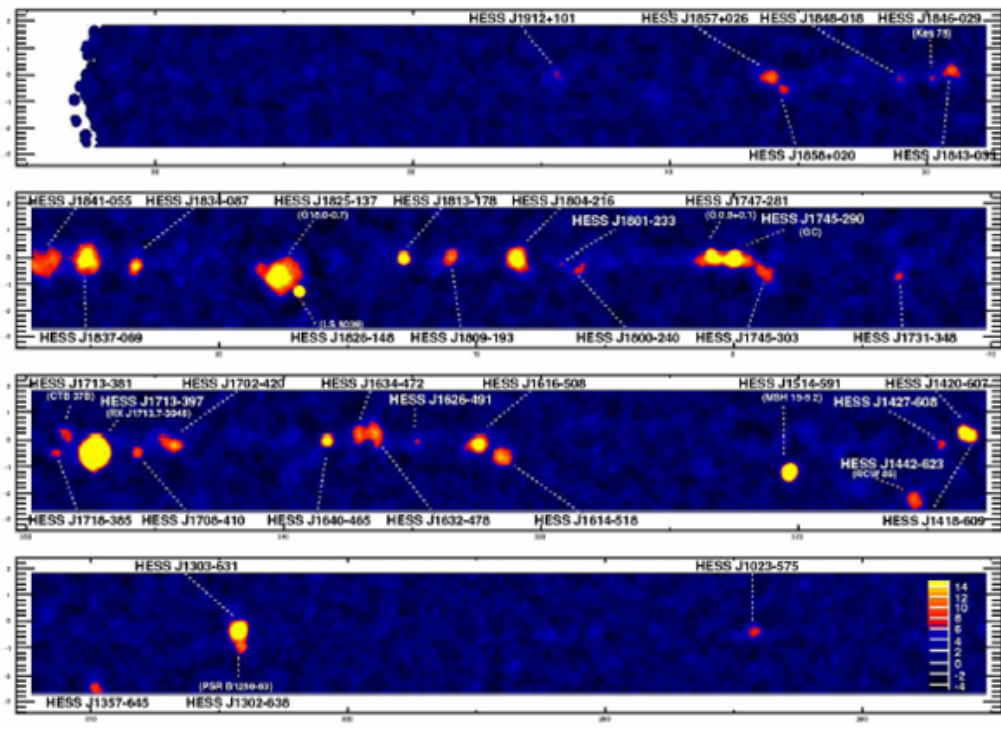 HESS J1912+101 HESS J1857+026 HESS J1848-018 HESS J1846-029
(Kes 75)
HESS J1858+020 HESS J1843-033
HESS J1841-055 HESS J1834-087 HESS J1825-137 HESS J1813-178 HESS J1804-216 HESS J1747-281
(G18.0-0.7) (G0.9+0.1)
HESS J1801-233 HESS J1745-290
(GC)
(LS 5039)
HESS J1837-069 HESS J1826-148 HESS J1809-193 HESS J1800-240 HESS J1745-303 HESS J1731-348
20 10 0 -10
HESS J1713-381 HESS J1702-420 HESS J1634-472 HESS J1616-508 HESS J1514-591 HESS J1420-607
(CTB 37B) (MSH 15-5 2)
HESS J1713-397 HESS J1626-491 HESS J1427-608
(RX J1713.7-3946)
HESS J1442-623
(RCW 86)
HESS J1718-385 HESS J1708-410 HESS J1640-465 HESS J1632-478 HESS J1614-518 HESS J1418-609
HESS J1303-631 HESS J1023-575
14
12
10
8
6
4
2
0
-2
-4
(PSR B1259-63)
HESS J1357-645 HESS J1302-638